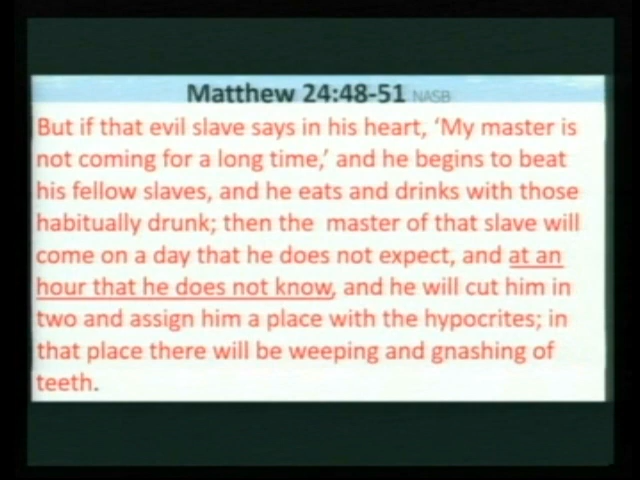 Matthew 24:48-51 NASB
But if that evil slave says in his heart, ‘My master is
not coming for a long time,’ and he begins to beat
his fellow slaves, and he eats and drinks with those
habitually drunk; then the master of that slave will
come on a day that he does not expect, and at an
hour that he does not know, and he will cut him in
two and assign him a place with the hypocrites; in
that place there will be weeping and gnashing of
teeth.